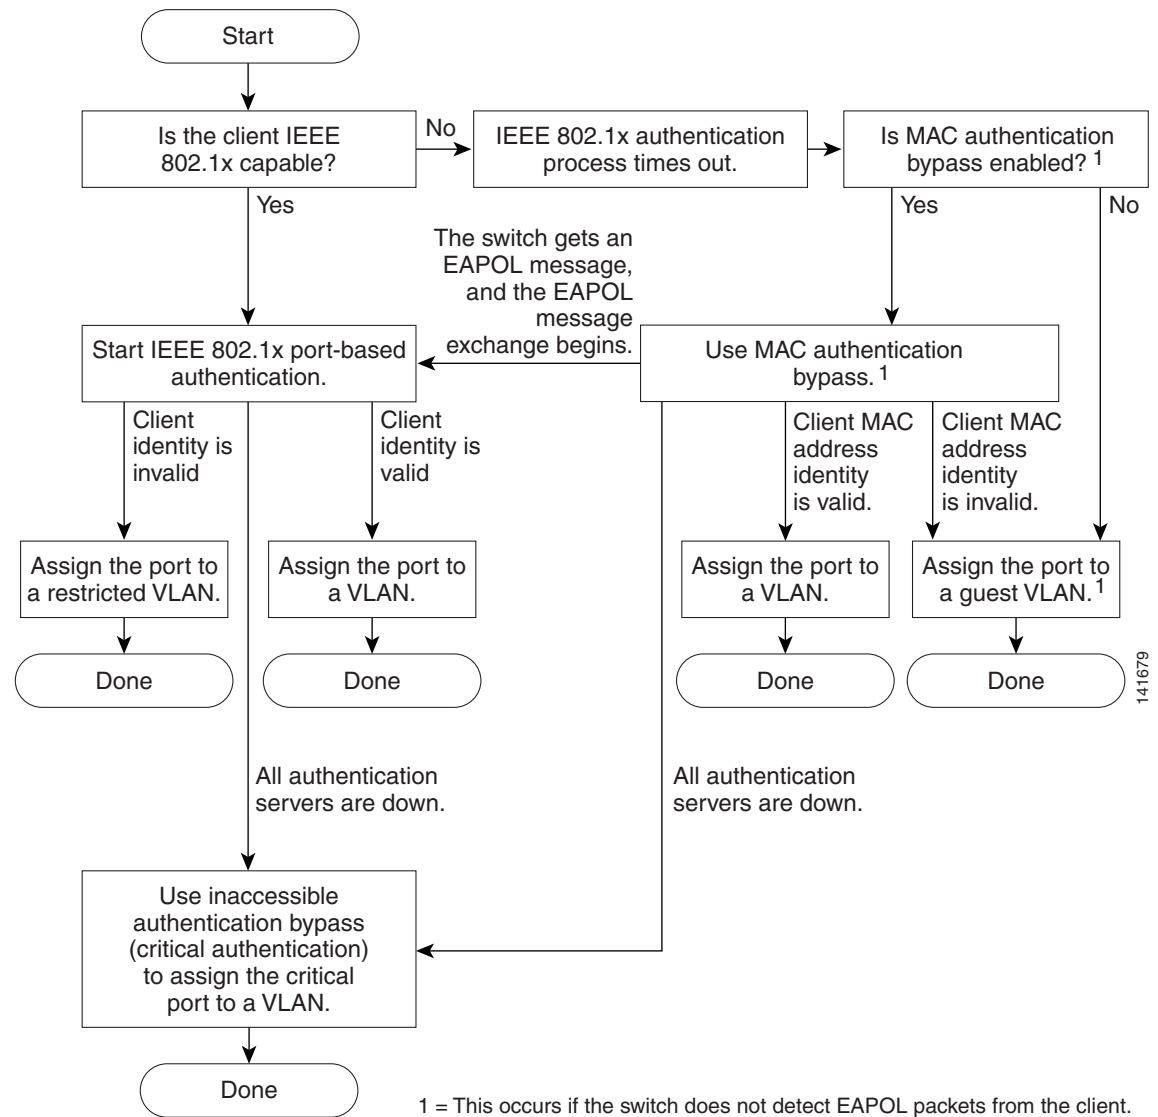 Start
Is the client IEEE
802.1x capable?
No
IEEE 802.1x authentication
process times out.
Is MAC authentication
bypass enabled? 1
Yes
Yes
No
The switch gets an
EAPOL message,
and the EAPOL
message
exchange begins.
Start IEEE 802.1x port-based
authentication.
Use MAC authentication
bypass. 1
Client
identity is
invalid
Client
identity is
valid
Client MAC
address
identity
is valid.
Client MAC
address
identity
is invalid.
Assign the port to
a restricted VLAN.
Assign the port to
a VLAN.
Assign the port to
a VLAN.
Assign the port to
a guest VLAN. 1
Done
Done
Done
Done
141679
All authentication
servers are down.
All authentication
servers are down.
Use inaccessible
authentication bypass
(critical authentication)
to assign the critical
port to a VLAN.
Done
1 = This occurs if the switch does not detect EAPOL packets from the client.